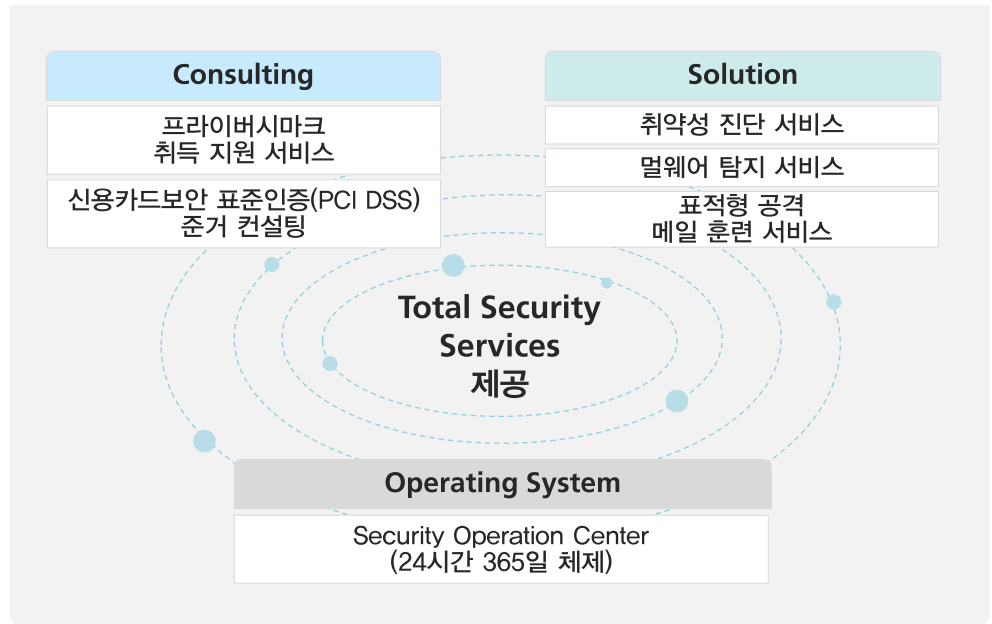 Consulting
프라이버시마크
취득 지원 서비스
신용카드보안 표준인증(PCI DSS)
준거 컨설팅
Solution
취약성 진단 서비스
멀웨어 탐지 서비스
표적형 공격
메일 훈련 서비스
Total Security
Services
제공
Operating System
Security Operation Center
(24시간 365일 체제)